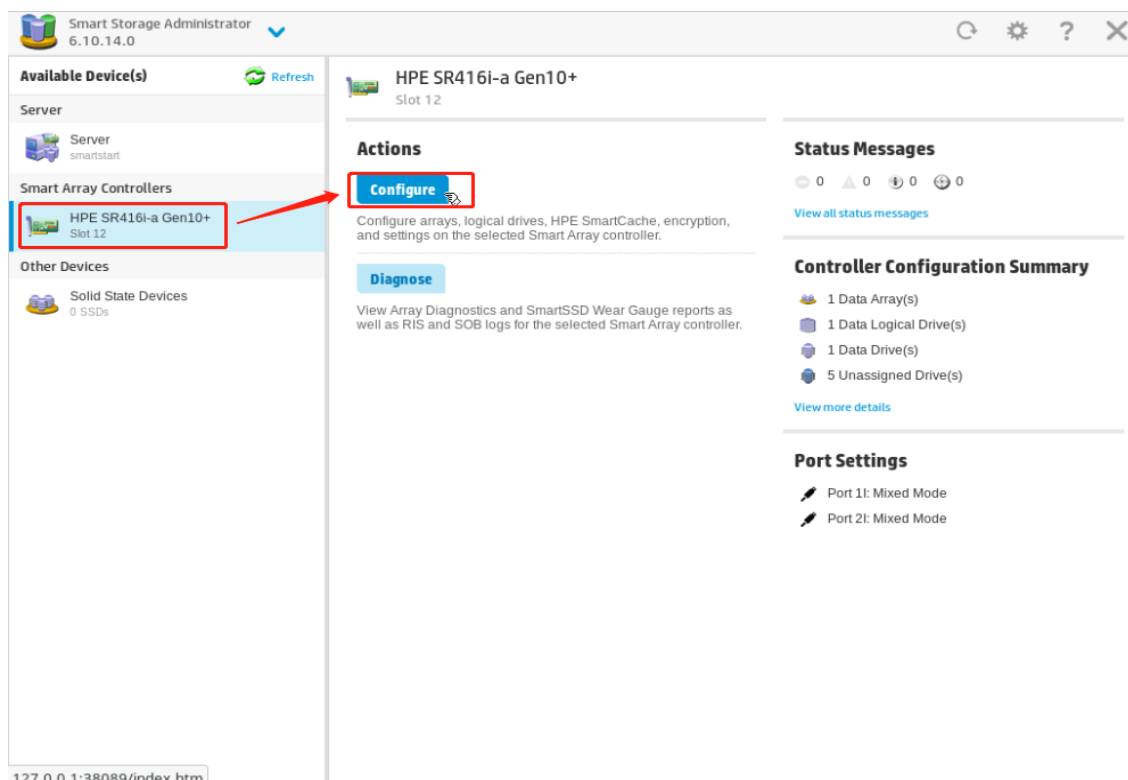 Smart Storage Administrator
6.10.14.0
Available Device(s)
Refresh
Server
Server
smartstart
Smart Array Controllers
HPE SR416i-a Gen10+
Slot 12
Other Devices
Solid State Devices
0 SSDs
HPE SR416i-a Gen10+
Slot 12
Actions
Configure
Configure arrays, logical drives, HPE SmartCache, encryption,
and settings on the selected Smart Array controller.
Diagnose
View Array Diagnostics and SmartSSD Wear Gauge reports as
well as RIS and SOB logs for the selected Smart Array controller.
Status Messages
0 0 0 0
View all status messages
Controller Configuration Summary
1 Data Array(s)
1 Data Logical Drive(s)
1 Data Drive(s)
5 Unassigned Drive(s)
View more details
Port Settings
Port 1I: Mixed Mode
Port 2I: Mixed Mode
127.0.0.1:38089/index.htm